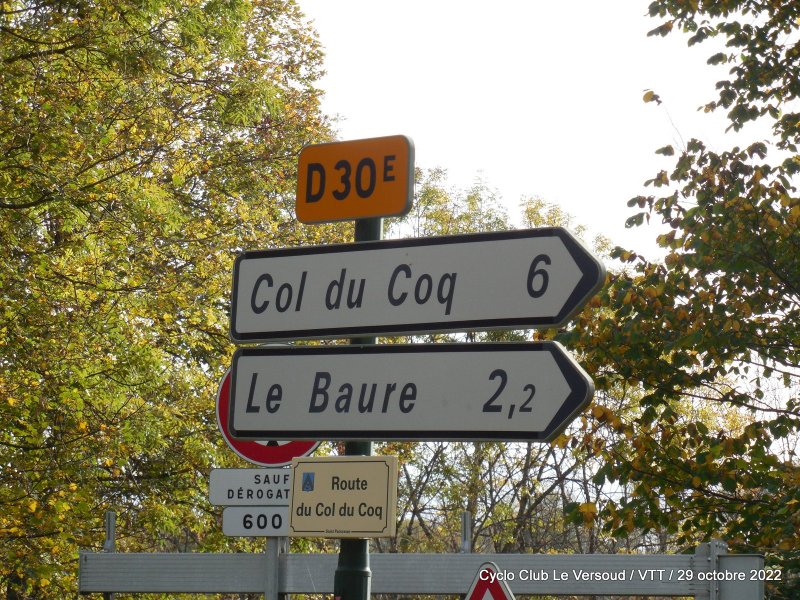 D30E
Col du Coq 6
Le Baure 2,2
SAUF
DÉROGAT
600
Route
du Col du Coq
Cyclo Club Le Versoud / VTT / 29 octobre 2022